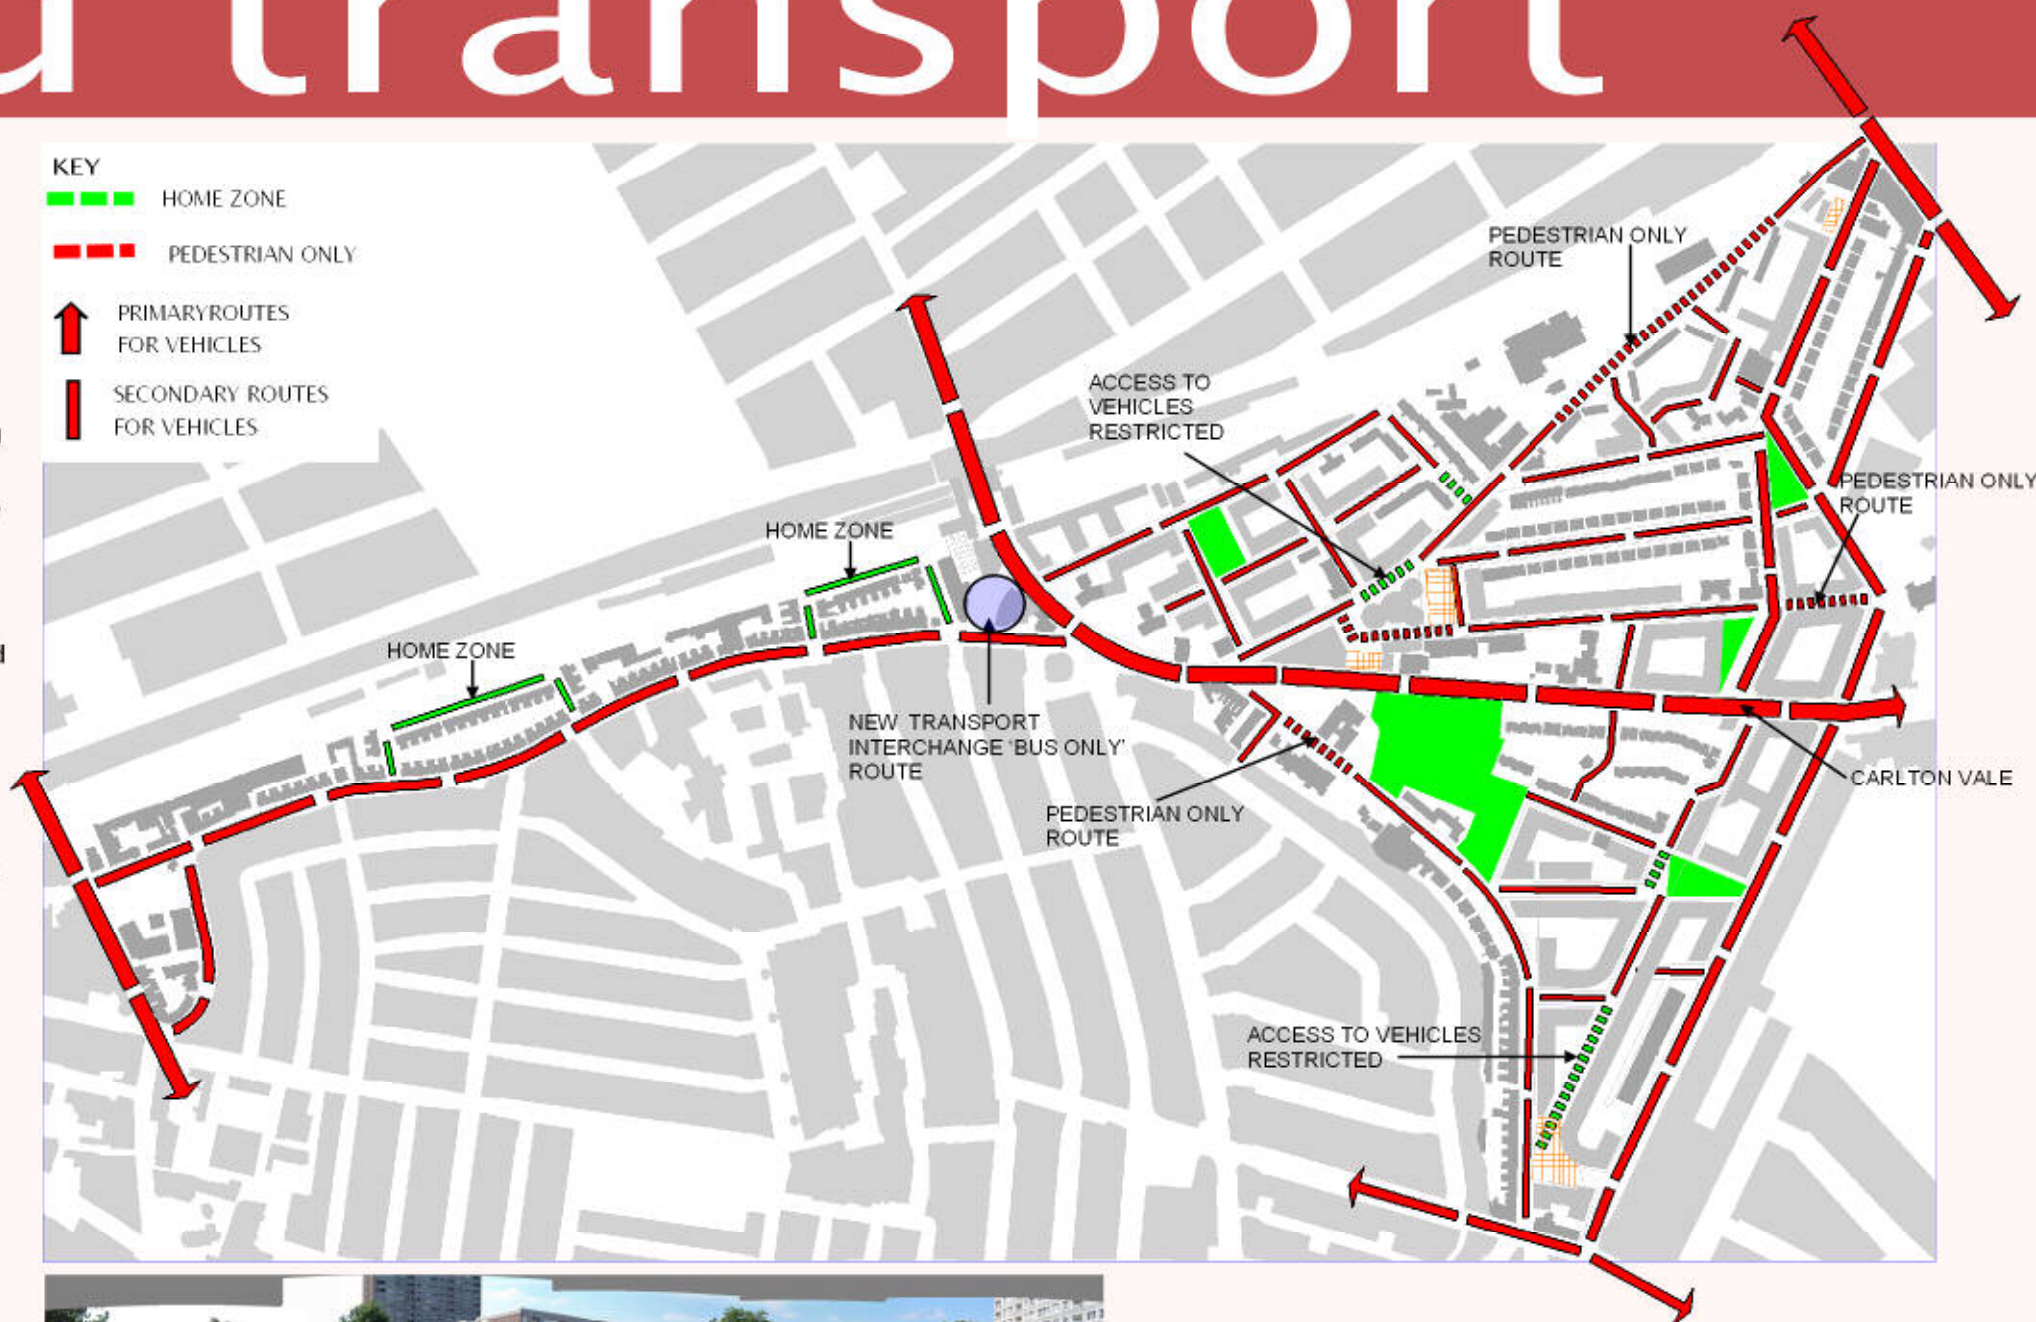 transport
KEY
HOME ZONE
PEDESTRIAN ONLY
PRIMARYROUTES
FOR VEHICLES
SECONDARY ROUTES
FOR VEHICLES
PEDESTRIAN ONLY
ROUTE
ACCESS TO
VEHICLES
RESTRICTED
PEDESTRIAN ONLY
ROUTE
HOME ZONE
HOME ZONE
NEW TRANSPORT
INTERCHANGE 'BUS ONLY'
ROUTE
CARLTON VALE
PEDESTRIAN ONLY
ROUTE
ACCESS TO VEHICLES
RESTRICTED